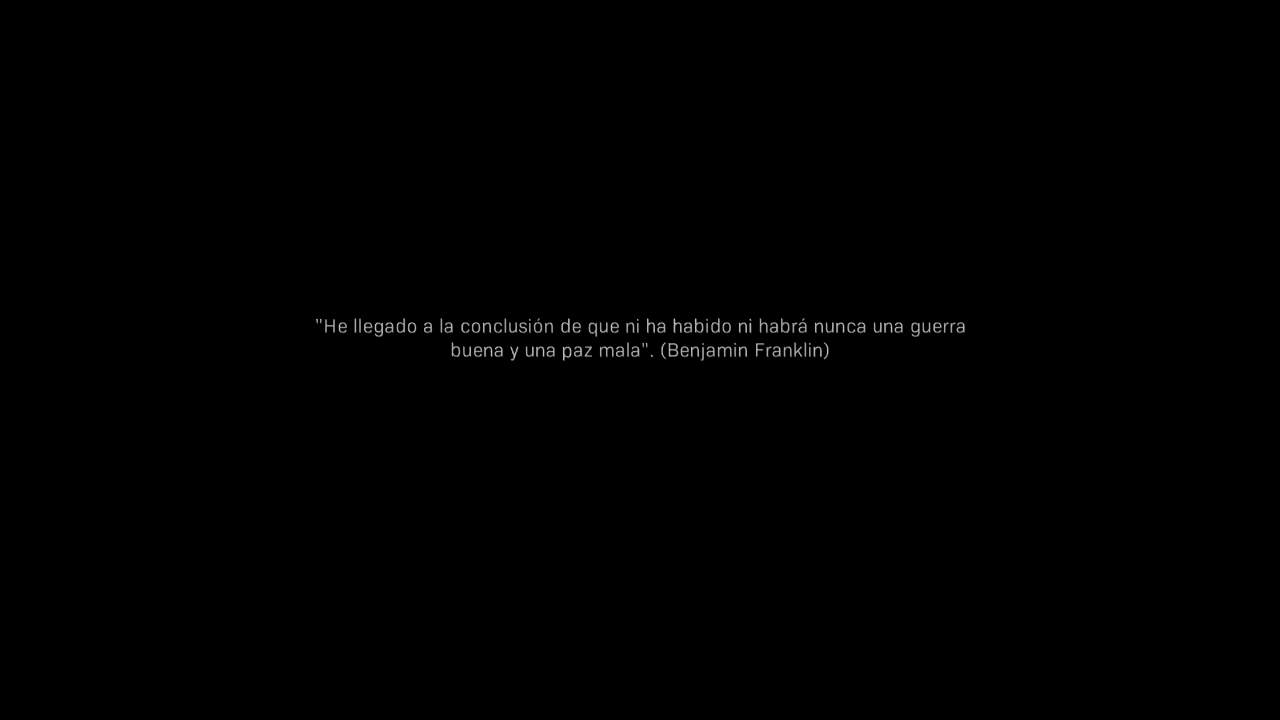 "He llegado a la conclusión de que ni ha habido ni habrá nunca una guerra
buena y una paz mala". (Benjamin Franklin)